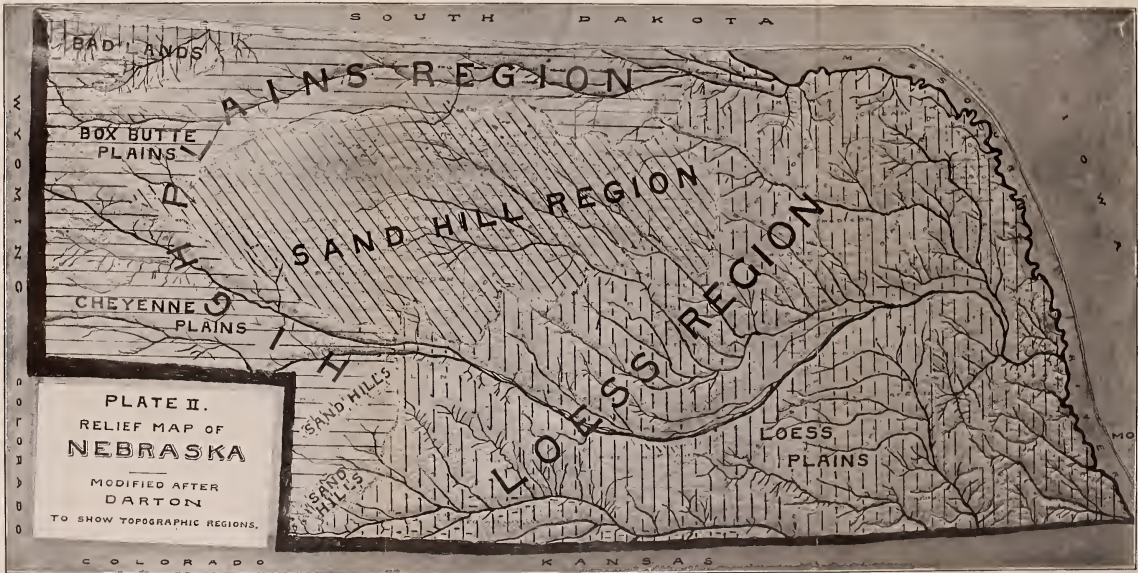 SOUTH DAKOTA
BAD LANDS
HIGH PLAINS REGION
WYOMING
BOX BUTTE
PLAINS
SAND HILL REGION
IOWA
CHEYENNE
PLAINS
LOESS REGION
COLORADO
SAND HILLS
PLATE II.
RELIEF MAP OF
NEBRASKA
MODIFIED AFTER
DARTON
TO SHOW TOPOGRAPHIC REGIONS.
LOESS
PLAINS
MO
SAND
HILLS
COLORADO
KANSAS